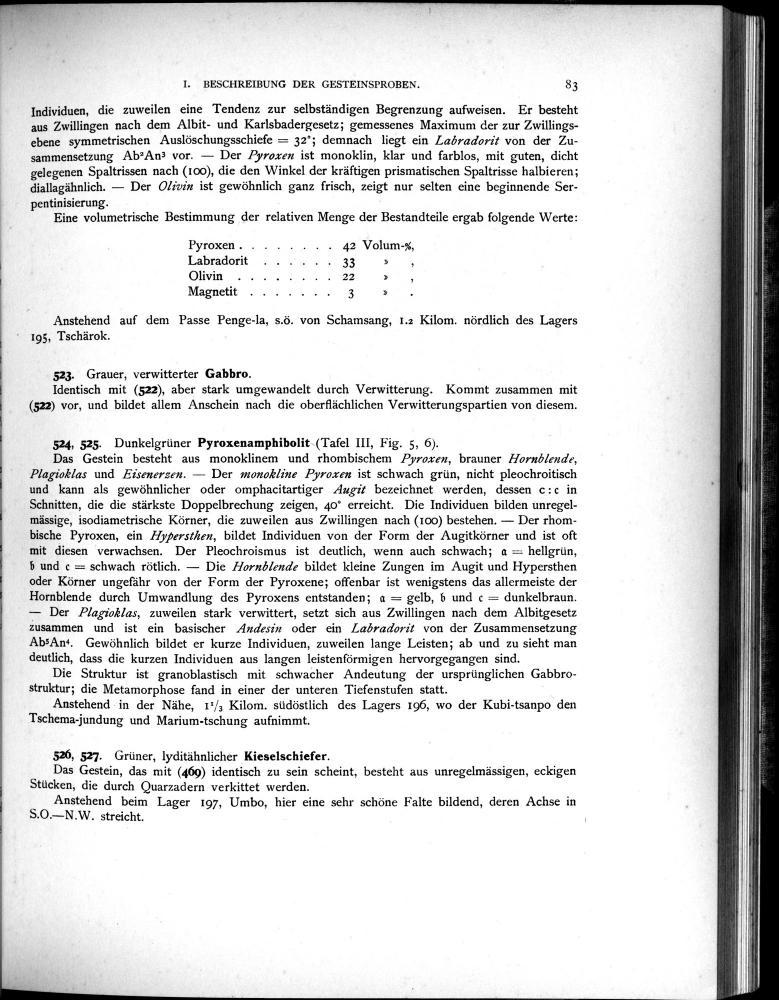 I. BESCHREIBUNG DER GESTEINSPROBEN. 83
Individuen, die zuweilen eine Tendenz zur selbständigen Begrenzung aufweisen. Er besteht
aus Zwillingen nach dem Albit- und Karlsbadergesetz; gemessenes Maximum der zur Zwillings-
ebene symmetrischen Auslöschungsschiefe = 32°; demnach liegt ein Labradorit von der Zu-
sammensetzung Ab²An³ vor. — Der Pyroxen ist monoklin, klar und farblos, mit guten, dicht
gelegenen Spaltrissen nach (100), die den Winkel der kräftigen prismatischen Spaltrisse halbieren;
diallagähnlich. — Der Olivin ist gewöhnlich ganz frisch, zeigt nur selten eine beginnende Ser-
pentinisierung.
Eine volumetrische Bestimmung der relativen Menge der Bestandteile ergab folgende Werte:
Pyroxen . . . . . . . . 42 Volum-%,
Labradorit . . . . . . 33 » ,
Olivin . . . . . . . . 22 » ,
Magnetit . . . . . . . 3 » .
Anstehend auf dem Passe Penge-la, s.ö. von Schamsang, 1.2 Kilom. nördlich des Lagers
195, Tschärok.
523. Grauer, verwitterter Gabbro.
Identisch mit (522), aber stark umgewandelt durch Verwitterung. Kommt zusammen mit
(522) vor, und bildet allem Anschein nach die oberflächlichen Verwitterungspartien von diesem.
524, 525. Dunkelgrüner Pyroxenamphibolit (Tafel III, Fig. 5, 6).
Das Gestein besteht aus monoklinem und rhombischem Pyroxen, brauner Hornblende,
Plagioklas und Eisenerzen. — Der monokline Pyroxen ist schwach grün, nicht pleochroitisch
und kann als gewöhnlicher oder omphacitartiger Augit bezeichnet werden, dessen c : c in
Schnitten, die die stärkste Doppelbrechung zeigen, 40° erreicht. Die Individuen bilden unregel-
mässige, isodiametrische Körner, die zuweilen aus Zwillingen nach (100) bestehen. — Der rhom-
bische Pyroxen, ein Hypersthen, bildet Individuen von der Form der Augitkörner und ist oft
mit diesen verwachsen. Der Pleochroismus ist deutlich, wenn auch schwach; a = hellgrün,
b und c = schwach rötlich. — Die Hornblende bildet kleine Zungen im Augit und Hypersthen
oder Körner ungefähr von der Form der Pyroxene; offenbar ist wenigstens das allermeiste der
Hornblende durch Umwandlung des Pyroxens entstanden; a = gelb, b und c = dunkelbraun.
— Der Plagioklas, zuweilen stark verwittert, setzt sich aus Zwillingen nach dem Albitgesetz
zusammen und ist ein basischer Andesin oder ein Labradorit von der Zusammensetzung
Ab⁵An⁴. Gewöhnlich bildet er kurze Individuen, zuweilen lange Leisten; ab und zu sieht man
deutlich, dass die kurzen Individuen aus langen leistenförmigen hervorgegangen sind.
Die Struktur ist granoblastisch mit schwacher Andeutung der ursprünglichen Gabbro-
struktur; die Metamorphose fand in einer der unteren Tiefenstufen statt.
Anstehend in der Nähe, 1 1/3 Kilom. südöstlich des Lagers 196, wo der Kubi-tsanpo den
Tschema-jundung und Marium-tschung aufnimmt.
526, 527. Grüner, lyditähnlicher Kieselschiefer.
Das Gestein, das mit (469) identisch zu sein scheint, besteht aus unregelmässigen, eckigen
Stücken, die durch Quarzadern verkittet werden.
Anstehend beim Lager 197, Umbo, hier eine sehr schöne Falte bildend, deren Achse in
S.O.—N.W. streicht.